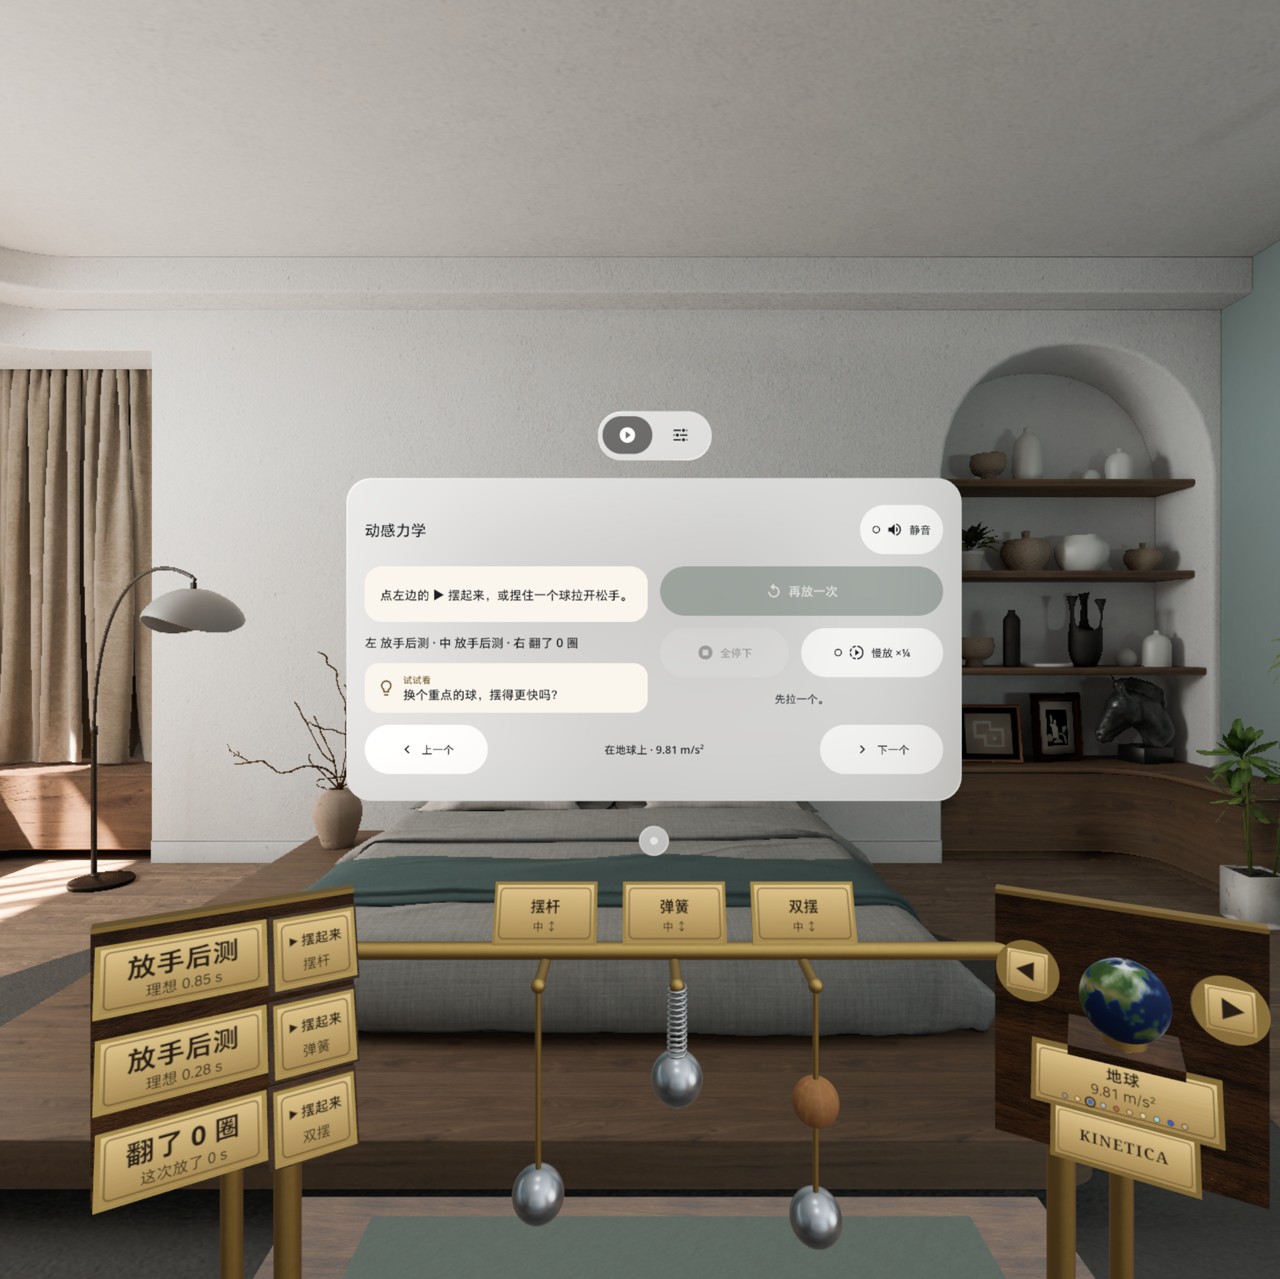 动感力学
静音
点左边的 ▶ 摆起来，或捏住一个球拉开松手。
再放一次
左 放手后测 · 中 放手后测 · 右 翻了 0 圈
全停下
慢放 ×¼
试试看
换个重点的球，摆得更快吗？
先拉一个。
上一个
在地球上 · 9.81 m/s²
下一个
摆杆
中 ↕
弹簧
中 ↕
双摆
中 ↕
放手后测
理想 0.85 s
▶ 摆起来
摆杆
放手后测
理想 0.28 s
▶ 摆起来
弹簧
翻了 0 圈
这次放了 0 s
▶ 摆起来
双摆
地球
9.81 m/s²
KINETICA